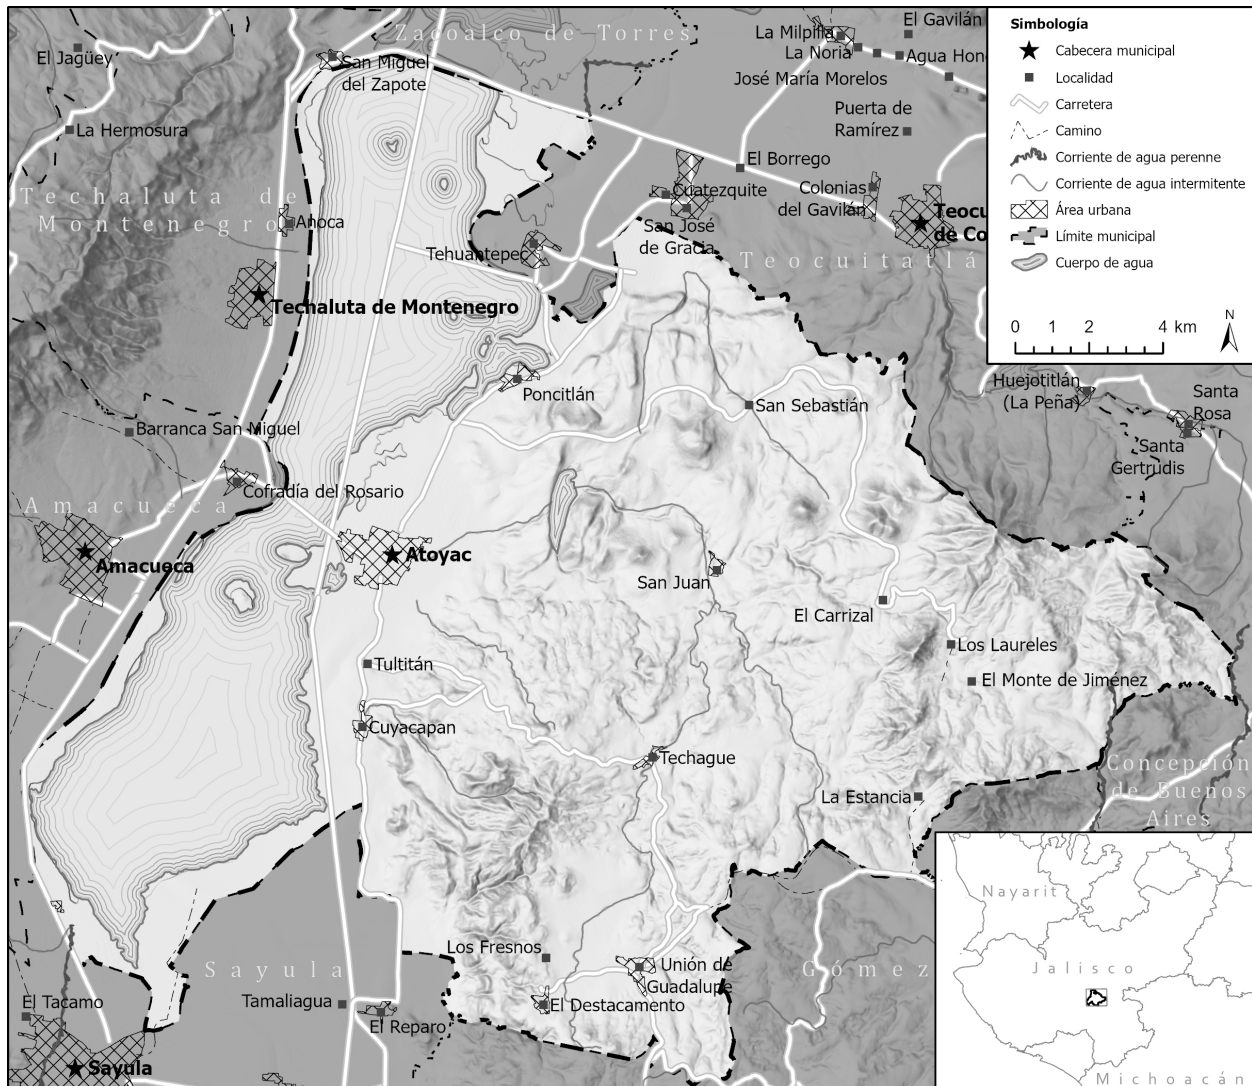 Zacoalco de Torres
El Jagüey
San Miguel
del Zapote
La Milpilla
El Gavilán
La Noria
Agua Hon
José María Morelos
Puerta de
Ramírez
La Hermosura
El Borrego
Techaluta de
Montenegro
Anoca
Cuatezquite
Colonias
del Gavilán
San José
de Gracia
Teocu
de Co
Tehuantepec
Teocuitatlá
Techaluta de Montenegro
Poncitlán
San Sebastián
Huejotitlán
(La Peña)
Santa
Rosa
Santa
Gertrudis
Barranca San Miguel
Cofradía del Rosario
Amacueca
Amacueca
Atoyac
San Juan
El Carrizal
Los Laureles
El Monte de Jiménez
Tultitán
Cuyacapan
Techague
La Estancia
Concepción
de Buenos
Aires
Los Fresnos
Unión de
Guadalupe
El Destacamento
Sayula
Gómez
El Tacamo
Tamaliagua
El Reparo
Sayula
Simbología
Cabecera municipal
Localidad
Carretera
Camino
Corriente de agua perenne
Corriente de agua intermitente
Área urbana
Límite municipal
Cuerpo de agua
0 2 4 km
N
Nayarit
Jalisco
Michoacán